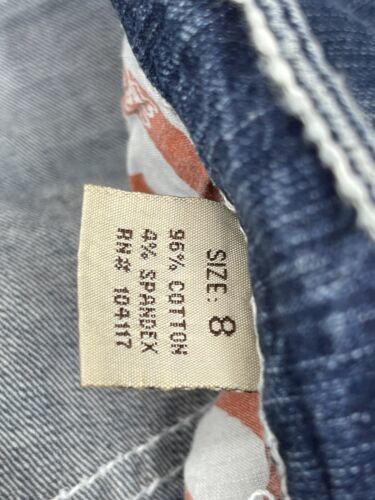 SIZE: 8
96% COTTON
4% SPANDEX
RN# 104117